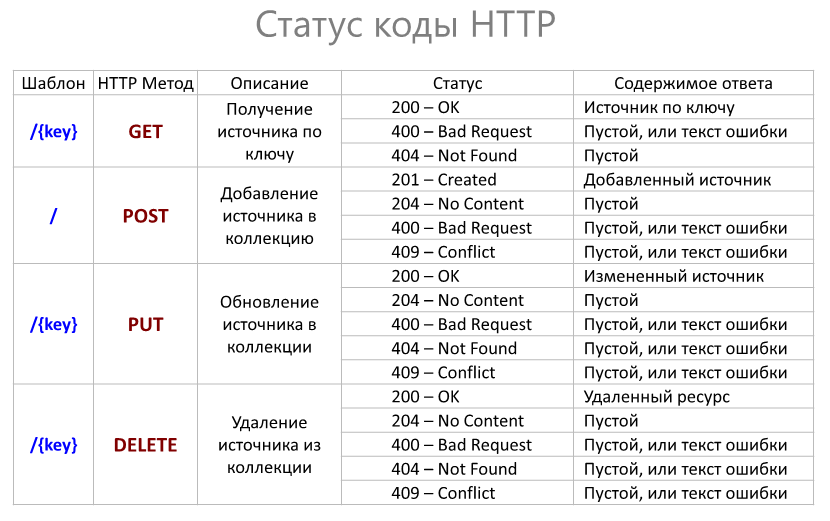 Статус коды HTTP
Шаблон HTTP Метод Описание Статус Содержимое ответа
/{key} GET Получение источника по ключу
200 – OK Источник по ключу
400 – Bad Request Пустой, или текст ошибки
404 – Not Found Пустой
/ POST Добавление источника в коллекцию
201 – Created Добавленный источник
204 – No Content Пустой
400 – Bad Request Пустой, или текст ошибки
409 – Conflict Пустой, или текст ошибки
/{key} PUT Обновление источника в коллекции
200 – OK Измененный источник
204 – No Content Пустой
400 – Bad Request Пустой, или текст ошибки
404 – Not Found Пустой, или текст ошибки
409 – Conflict Пустой, или текст ошибки
/{key} DELETE Удаление источника из коллекции
200 – OK Удаленный ресурс
204 – No Content Пустой
400 – Bad Request Пустой, или текст ошибки
404 – Not Found Пустой, или текст ошибки
409 – Conflict Пустой, или текст ошибки